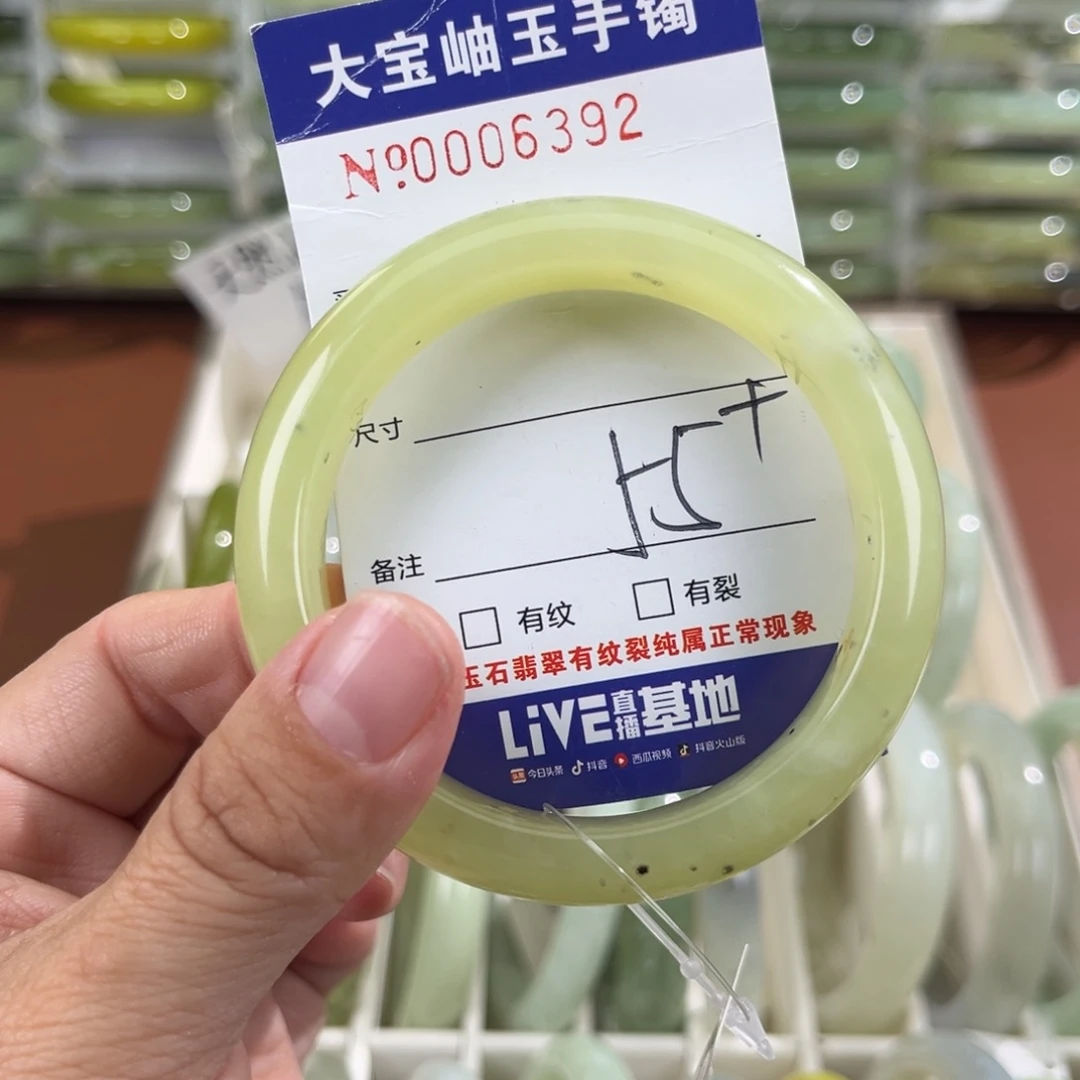 大宝岫玉手镯
Nº0006392
尺寸
备注
有纹 有裂
玉石翡翠有纹裂纯属正常现象
LiVE直播基地
今日头条 抖音 西瓜视频 抖音火山版